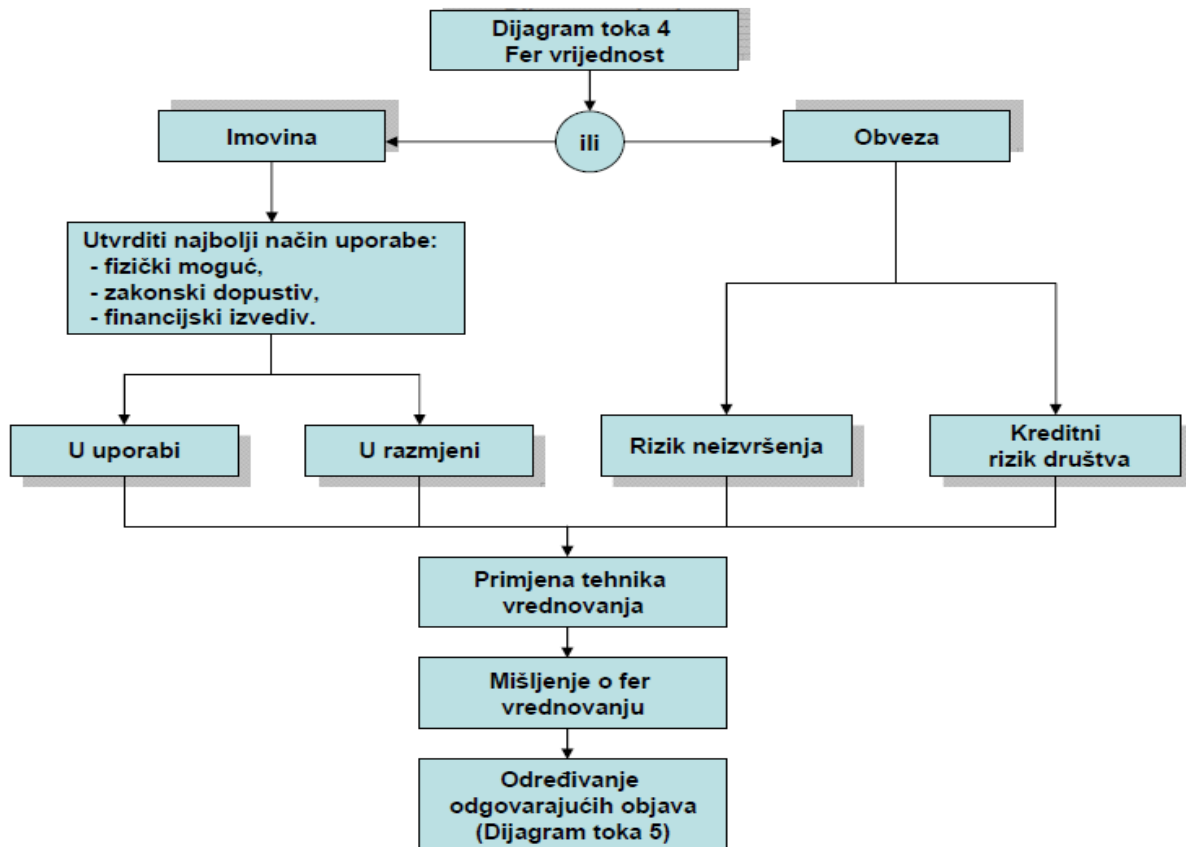 Dijagram toka 4
Fer vrijednost
Imovina
ili
Obveza
Utvrditi najbolji način uporabe:
- fizički moguć,
- zakonski dopustiv,
- financijski izvediv.
U uporabi
U razmjeni
Rizik neizvršenja
Kreditni
rizik društva
Primjena tehnika
vrednovanja
Mišljenje o fer
vrednovanju
Određivanje
odgovarajućih objava
(Dijagram toka 5)